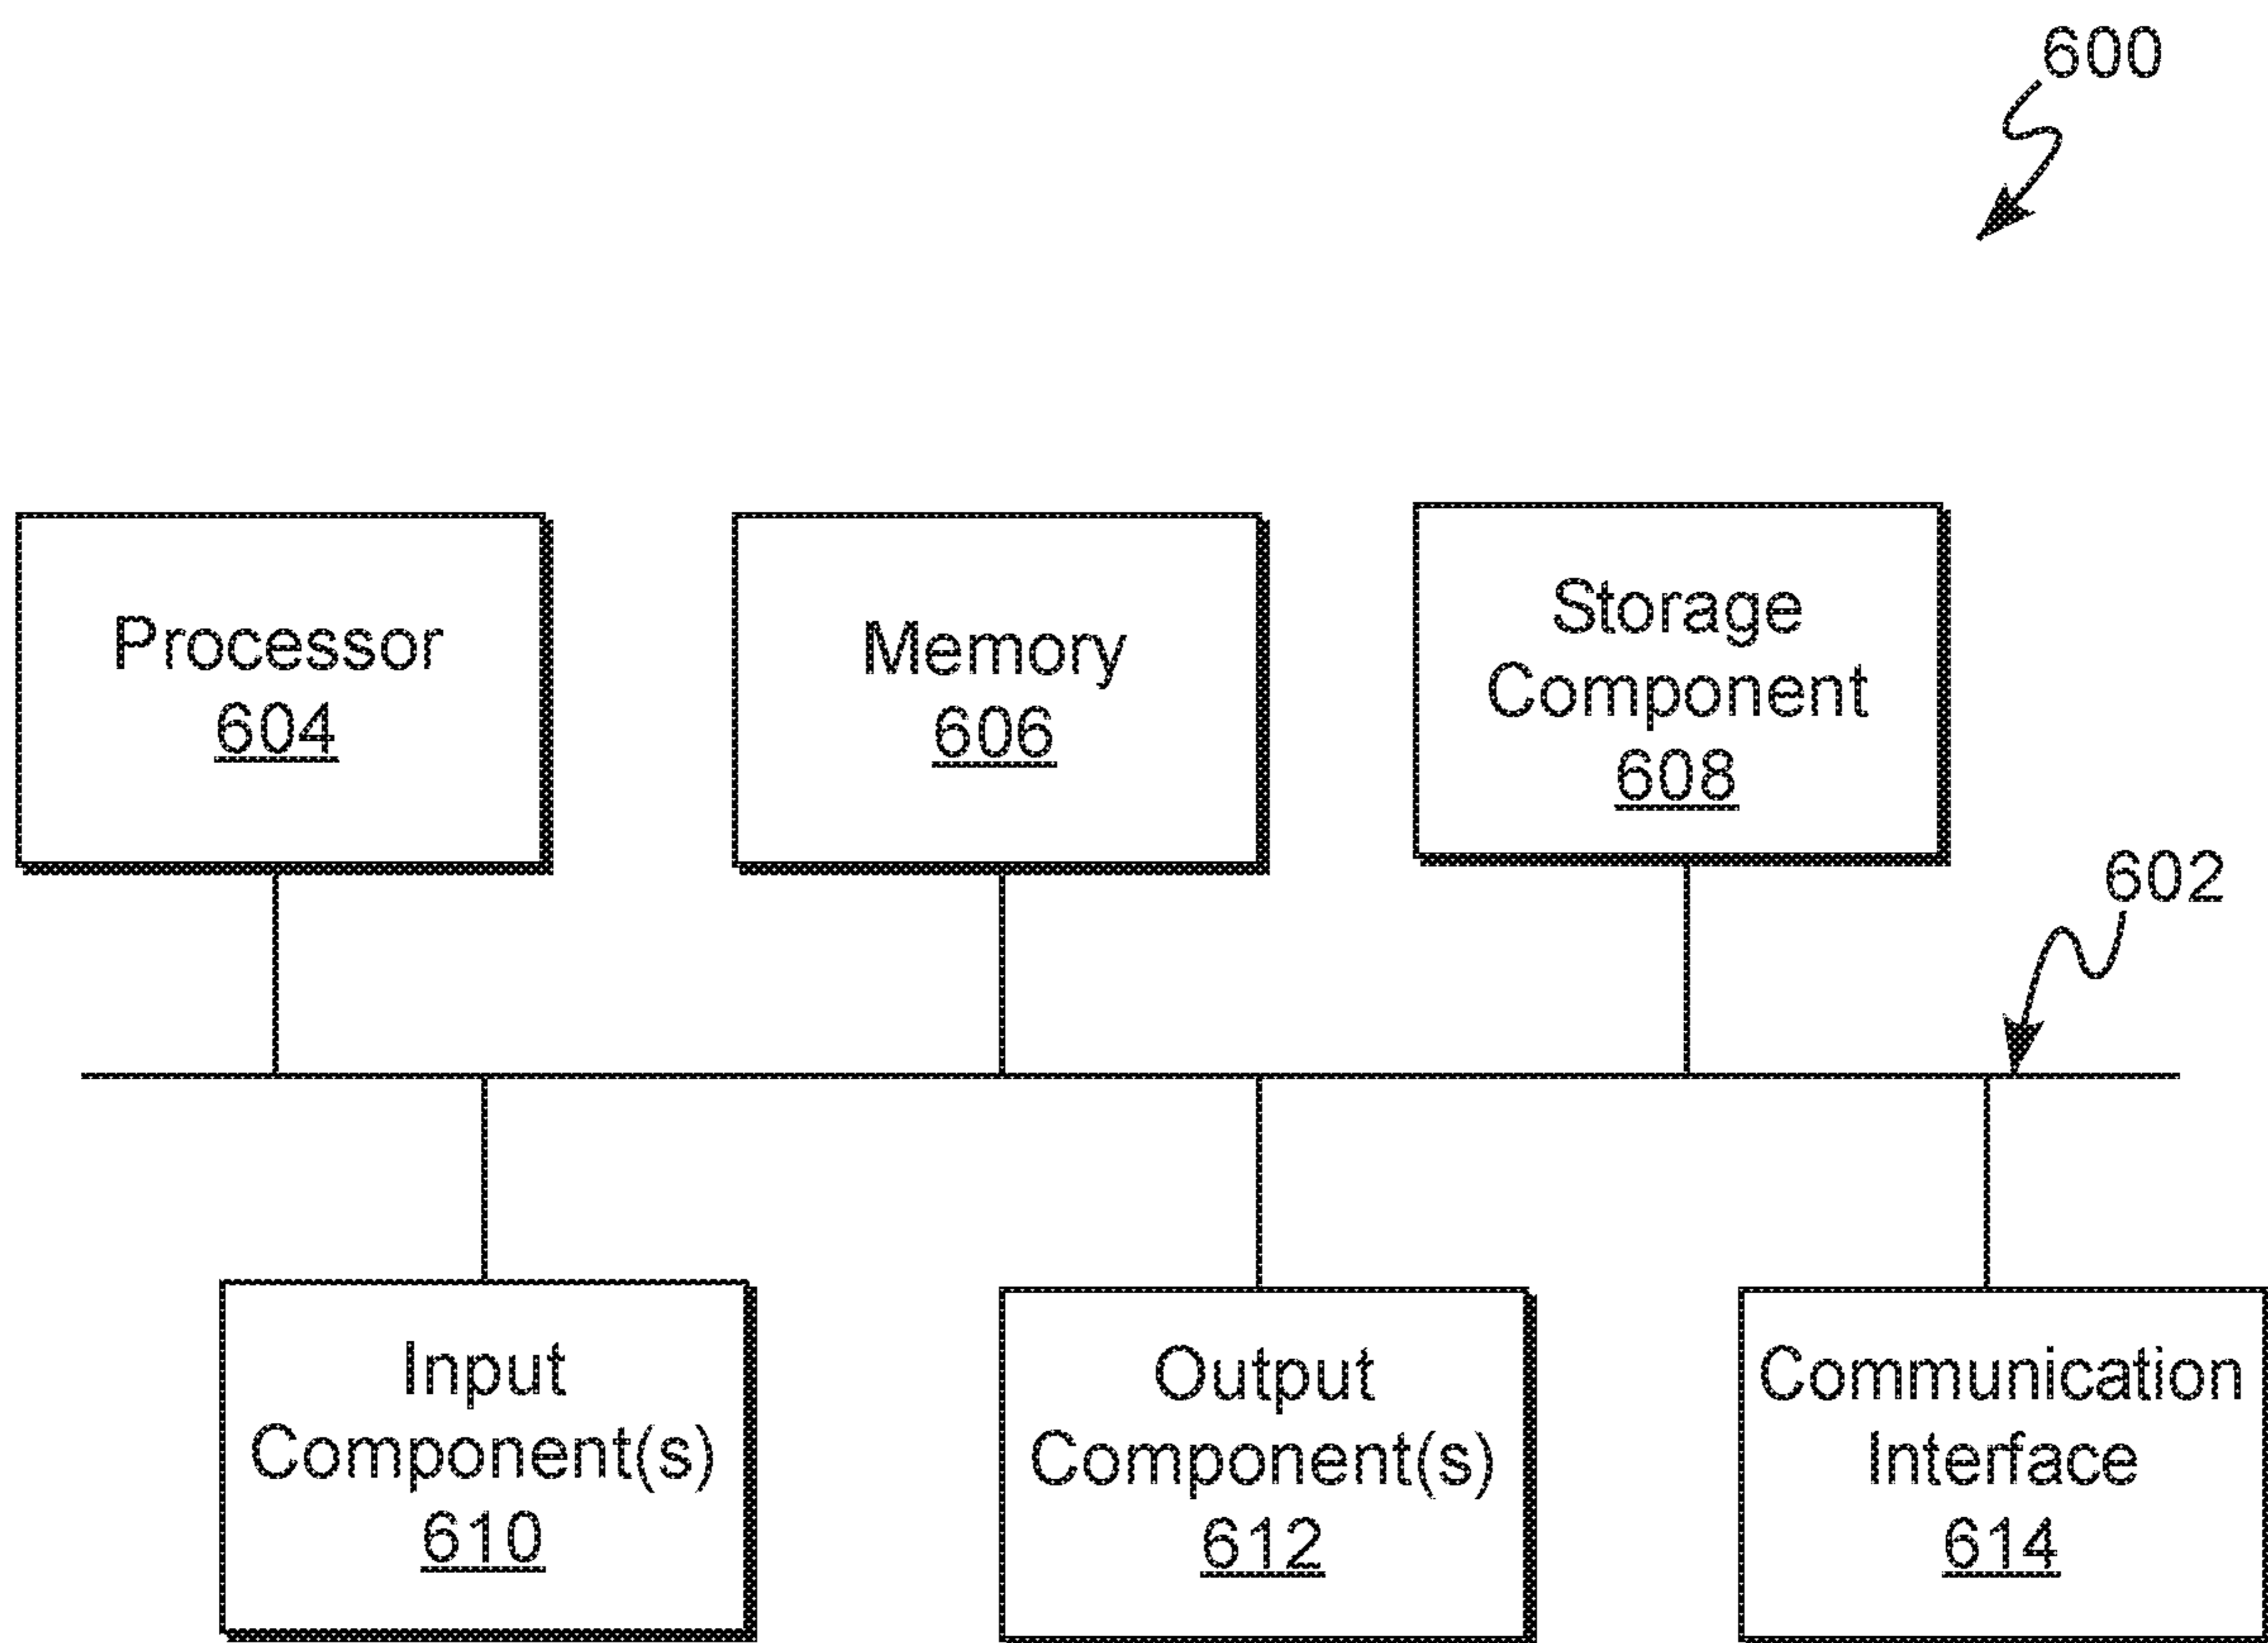 600
Processor
604
Memory
606
Storage
Component
608
602
Input
Component(s)
610
Output
Component(s)
612
Communication
Interface
614